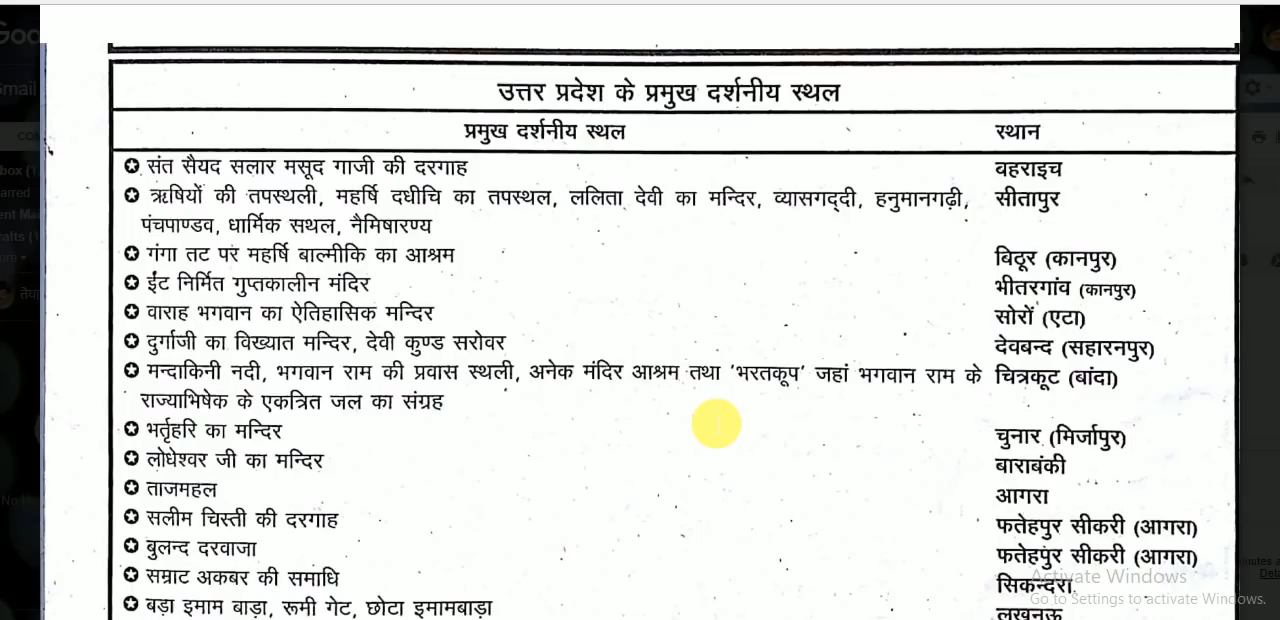 उत्तर प्रदेश के प्रमुख दर्शनीय स्थल
प्रमुख दर्शनीय स्थल स्थान
संत सैयद सलार मसूद गाजी की दरगाह बहराइच
ऋषियों की तपस्थली, महर्षि दधीचि का तपस्थल, ललिता देवी का मन्दिर, व्यासगद्दी, हनुमानगढ़ी, सीतापुर
पंचपाण्डव, धार्मिक सथल, नैमिषारण्य
गंगा तट पर महर्षि बाल्मीकि का आश्रम बिठूर (कानपुर)
ईंट निर्मित गुप्तकालीन मंदिर भीतरगांव (कानपुर)
वाराह भगवान का ऐतिहासिक मन्दिर सोरों (एटा)
दुर्गाजी का विख्यात मन्दिर, देवी कुण्ड सरोवर देवबन्द (सहारनपुर)
मन्दाकिनी नदी, भगवान राम की प्रवास स्थली, अनेक मंदिर आश्रम तथा 'भरतकूप' जहां भगवान राम के चित्रकूट (बांदा)
राज्याभिषेक के एकत्रित जल का संग्रह
भर्तृहरि का मन्दिर चुनार (मिर्जापुर)
लोधेश्वर जी का मन्दिर बाराबंकी
ताजमहल आगरा
सलीम चिस्ती की दरगाह फतेहपुर सीकरी (आगरा)
बुलन्द दरवाजा फतेहपुर सीकरी (आगरा)
सम्राट अकबर की समाधि सिकन्दरा
बड़ा इमाम बाड़ा, रूमी गेट, छोटा इमामबाड़ा लखनऊ
Activate Windows
Go to Settings to activate Windows.